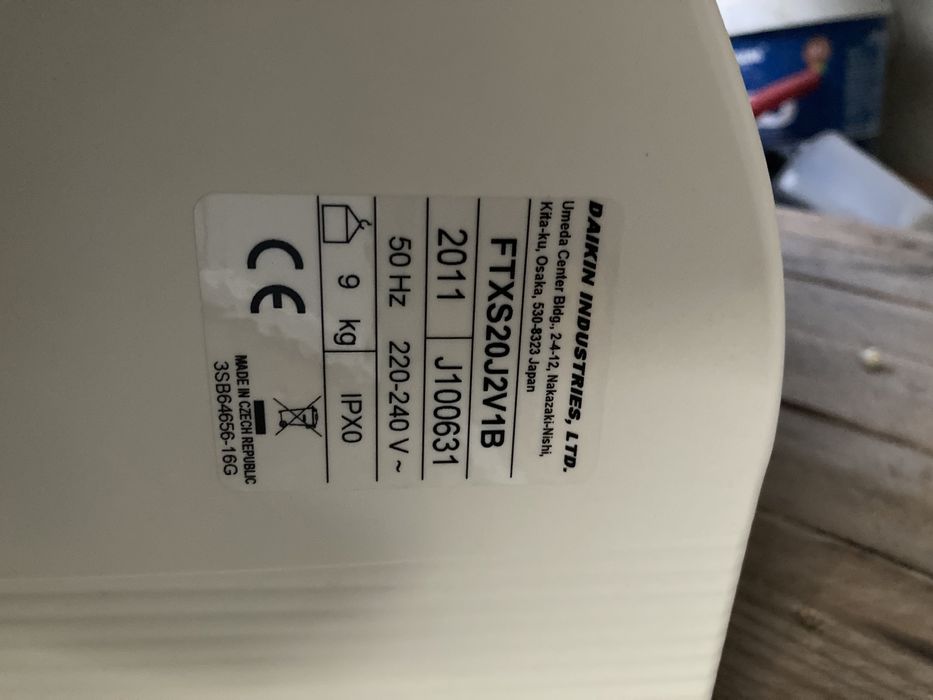 DAIKIN INDUSTRIES, LTD.
Umeda Center Bldg., 2-4-12, Nakazaki-Nishi,
Kita-ku, Osaka, 530-8323 Japan
FTXS20J2V1B
2011 J100631
50 Hz 220-240 V ~
9 kg IPX0
CE
MADE IN CZECH REPUBLIC
3SB64656-16G